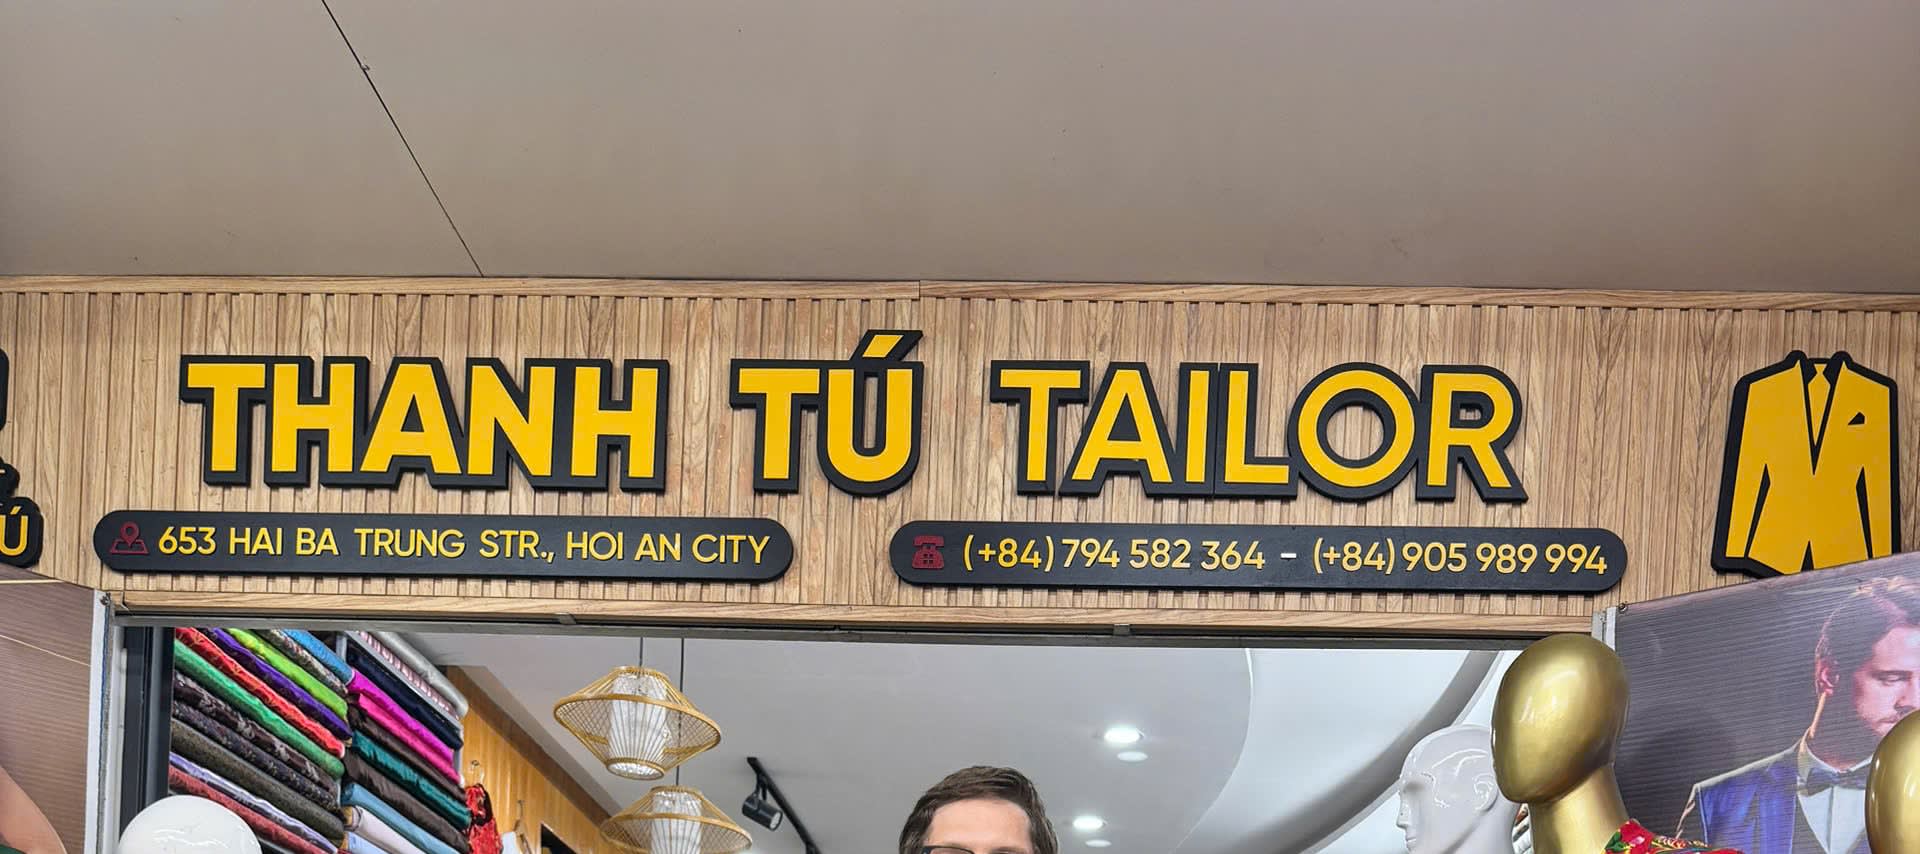 THANH TÚ TAILOR
653 HAI BA TRUNG STR., HOI AN CITY
(+84) 794 582 364 - (+84) 905 989 994